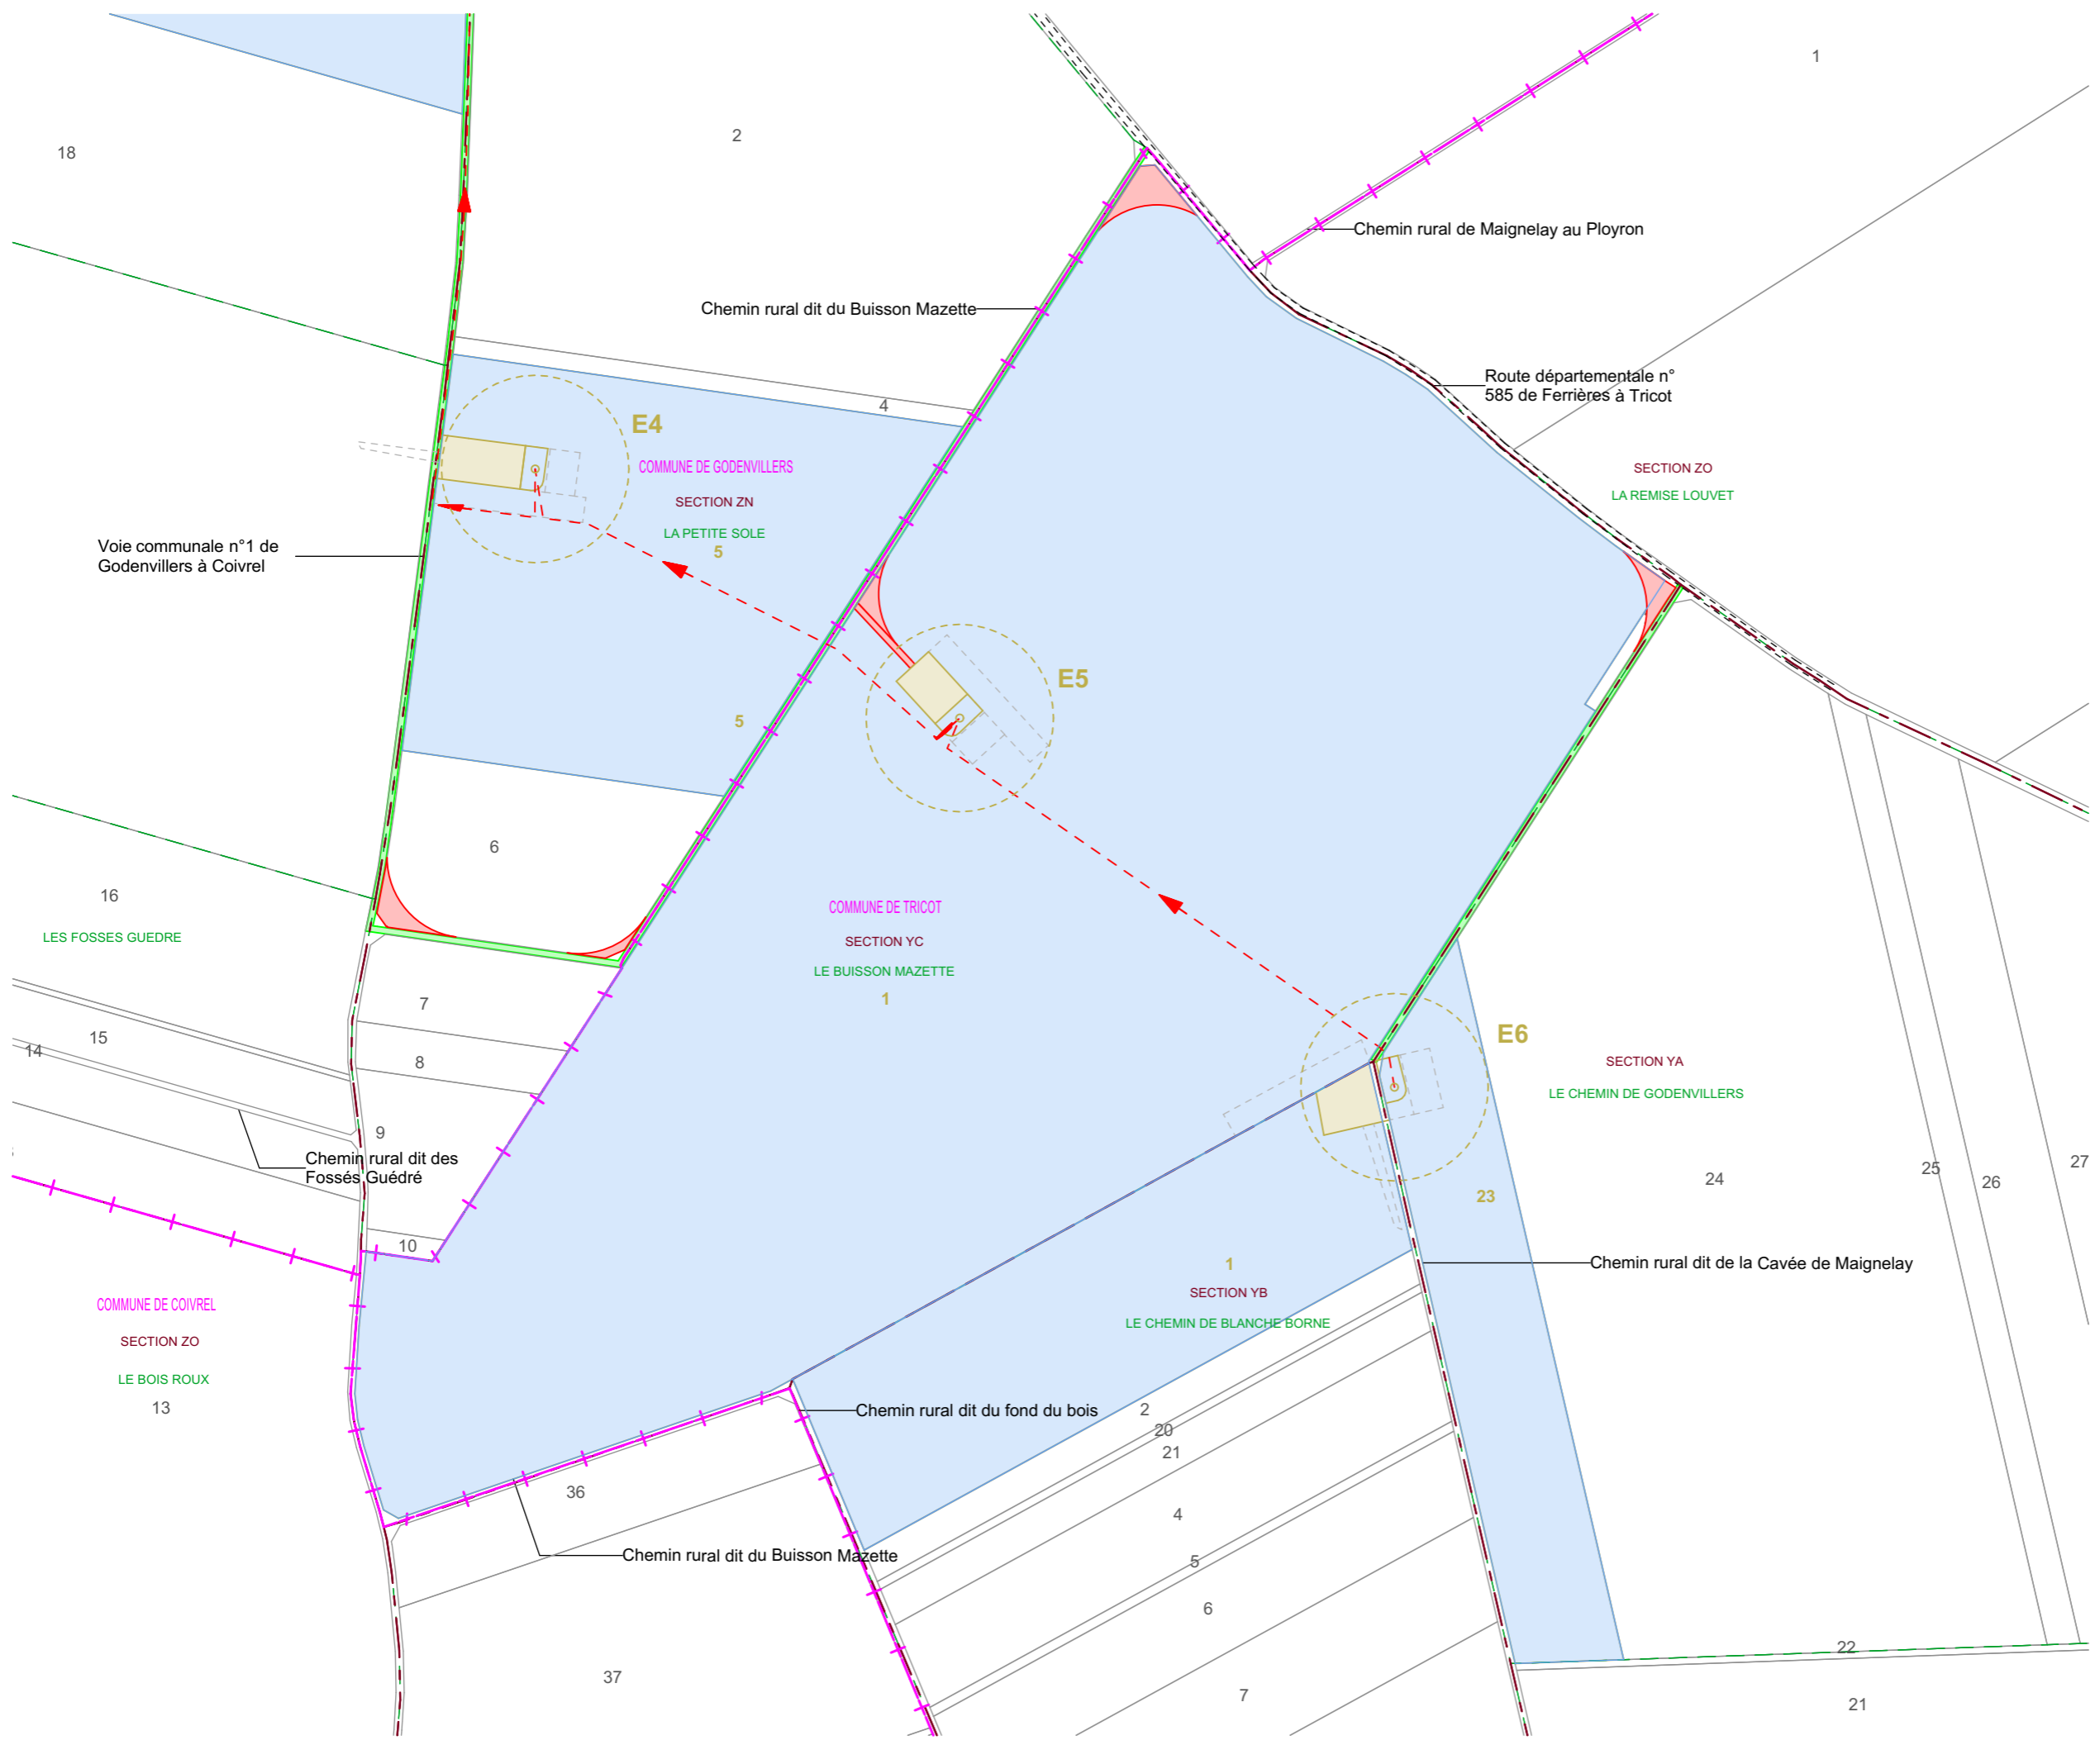 1
2
18
Chemin rural de Maignelay au Ployron
Chemin rural dit du Buisson Mazette
Route départementale n°
585 de Ferrières à Tricot
4
E4
COMMUNE DE GODENVILLERS
SECTION ZN
LA PETITE SOLE
5
SECTION ZO
LA REMISE LOUVET
Voie communale n°1 de
Godenvillers à Coivrel
E5
5
6
16
LES FOSSES GUEDRE
COMMUNE DE TRICOT
SECTION YC
LE BUISSON MAZETTE
1
7
15
14
8
E6
SECTION YA
LE CHEMIN DE GODENVILLERS
9
Chemin rural dit des
Fossés Guédré
24
25
26
27
23
10
1
SECTION YB
LE CHEMIN DE BLANCHE BORNE
Chemin rural dit de la Cavée de Maignelay
COMMUNE DE COIVREL
SECTION ZO
LE BOIS ROUX
13
Chemin rural dit du fond du bois
2
20
21
36
4
Chemin rural dit du Buisson Mazette
5
6
37
7
22
21